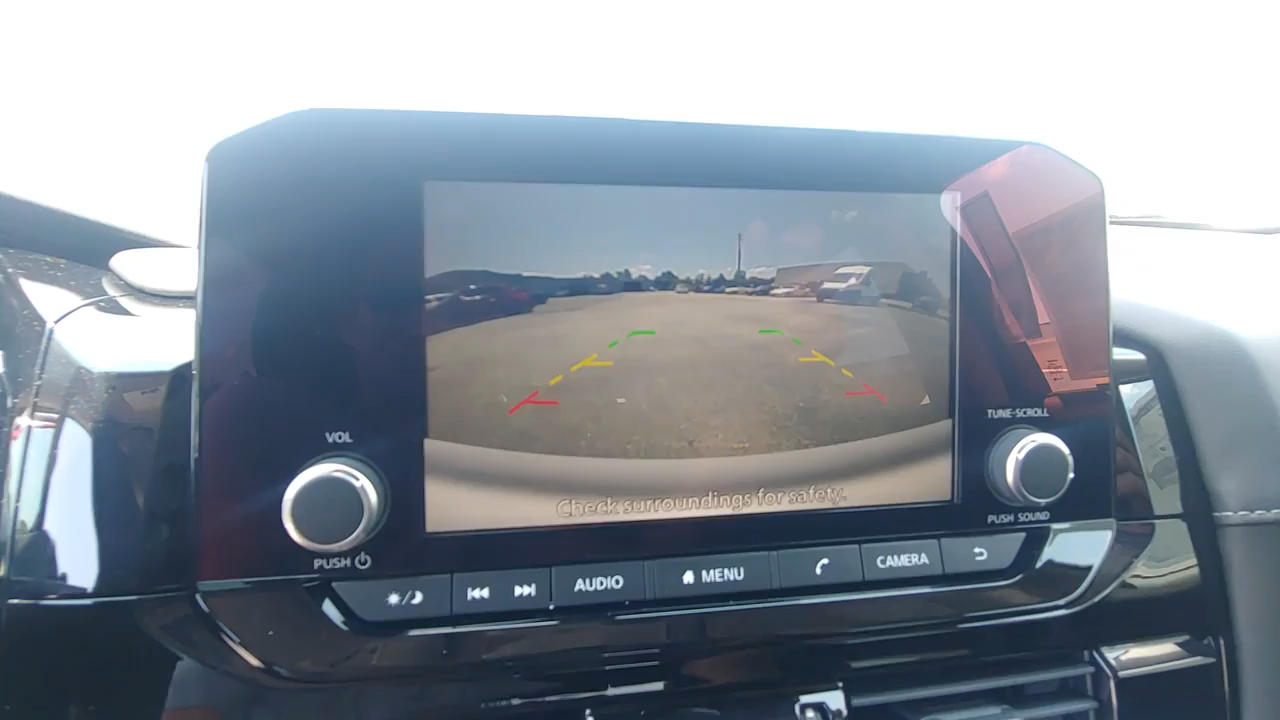 VOL
TUNE-SCROLL
Check surroundings for safety.
PUSH
PUSH SOUND
AUDIO
MENU
CAMERA